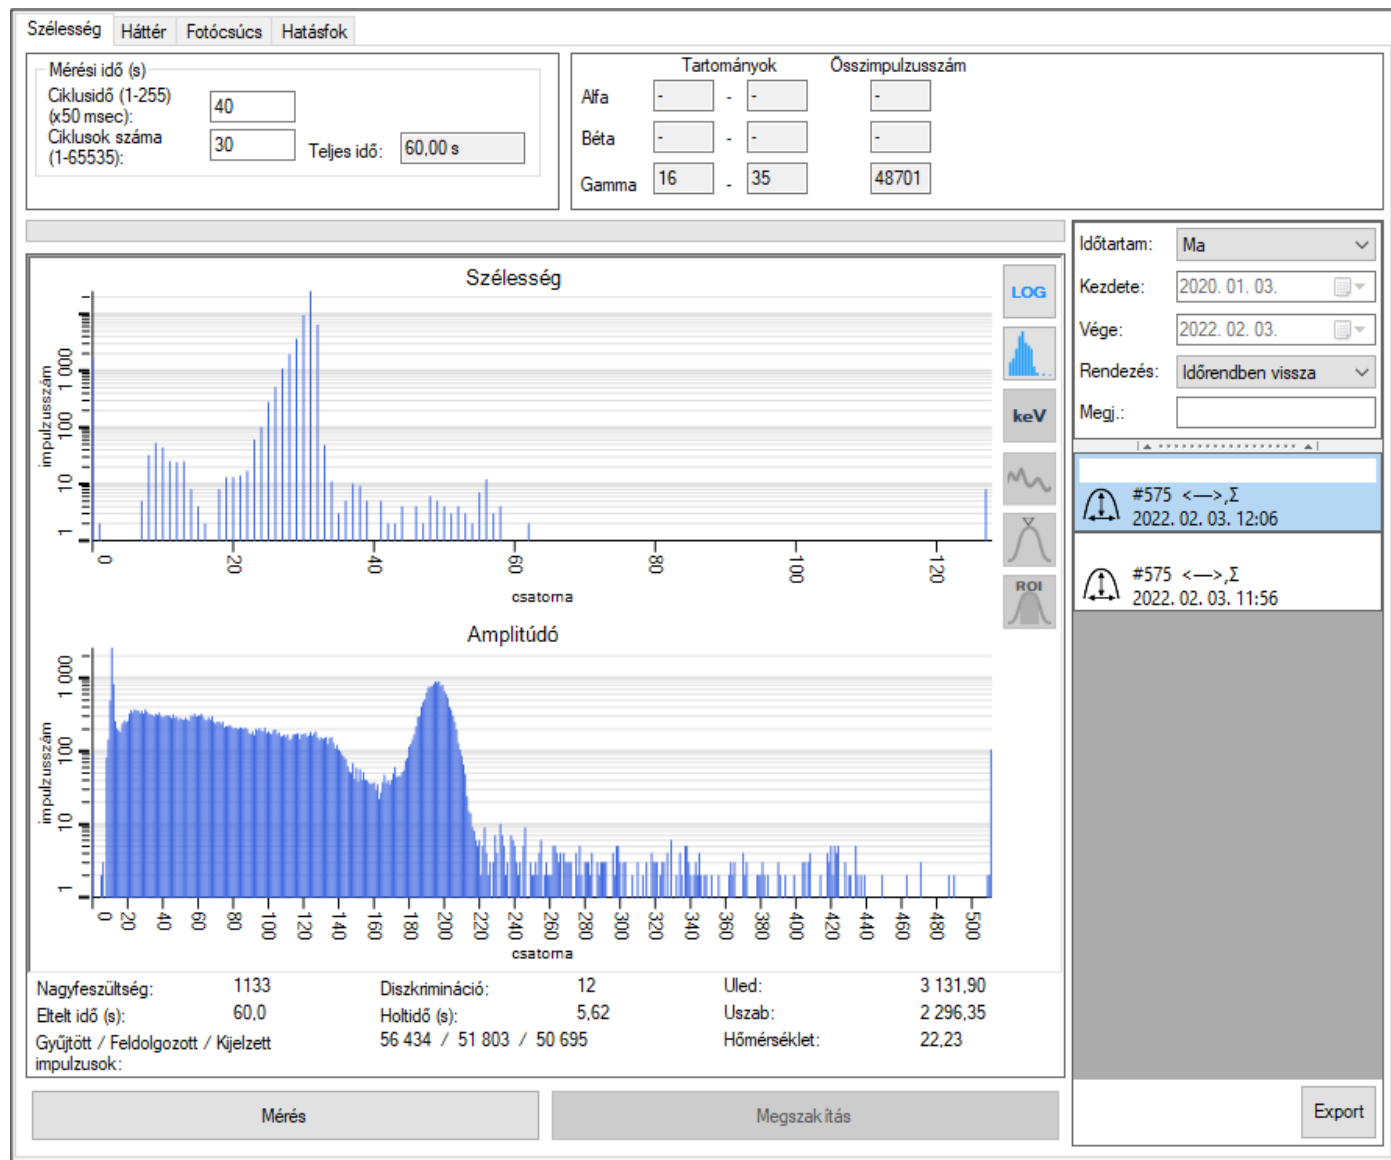 Szélesség Háttér Fotócsúcs Hatásfok
Mérési idő (s)
Ciklusidő (1-255)
(x50 msec):
40
Ciklusok száma
(1-65535):
30
Teljes idő: 60,00 s
Tartományok Összimpulzusszám
Alfa - - - -
Béta - - - -
Gamma 16 - 35 48701
Időtartam: Ma
Kezdete: 2020. 01. 03.
Vége: 2022. 02. 03.
Rendezés: Időrendben vissza
Megj.:
#575 <—>,Σ
2022. 02. 03. 12:06
#575 <—>,Σ
2022. 02. 03. 11:56
Export
Szélesség
LOG
keV
ROI
impulzusszám
1 000
100
10
1
0 20 40 60 80 100 120
csatorna
Amplitúdó
impulzusszám
1 000
100
10
1
0 20 40 60 80 100 120 140 160 180 200 220 240 260 280 300 320 340 360 380 400 420 440 460 480 500
csatorna
Nagyfeszültség: 1133 Diszkrimináció: 12 Uled: 3 131,90
Eltelt idő (s): 60,0 Holtidő (s): 5,62 Uszab: 2 296,35
Gyűjtött / Feldolgozott / Kijelzett 56 434 / 51 803 / 50 695 Hőmérséklet: 22,23
impulzusok:
Mérés Megszakítás